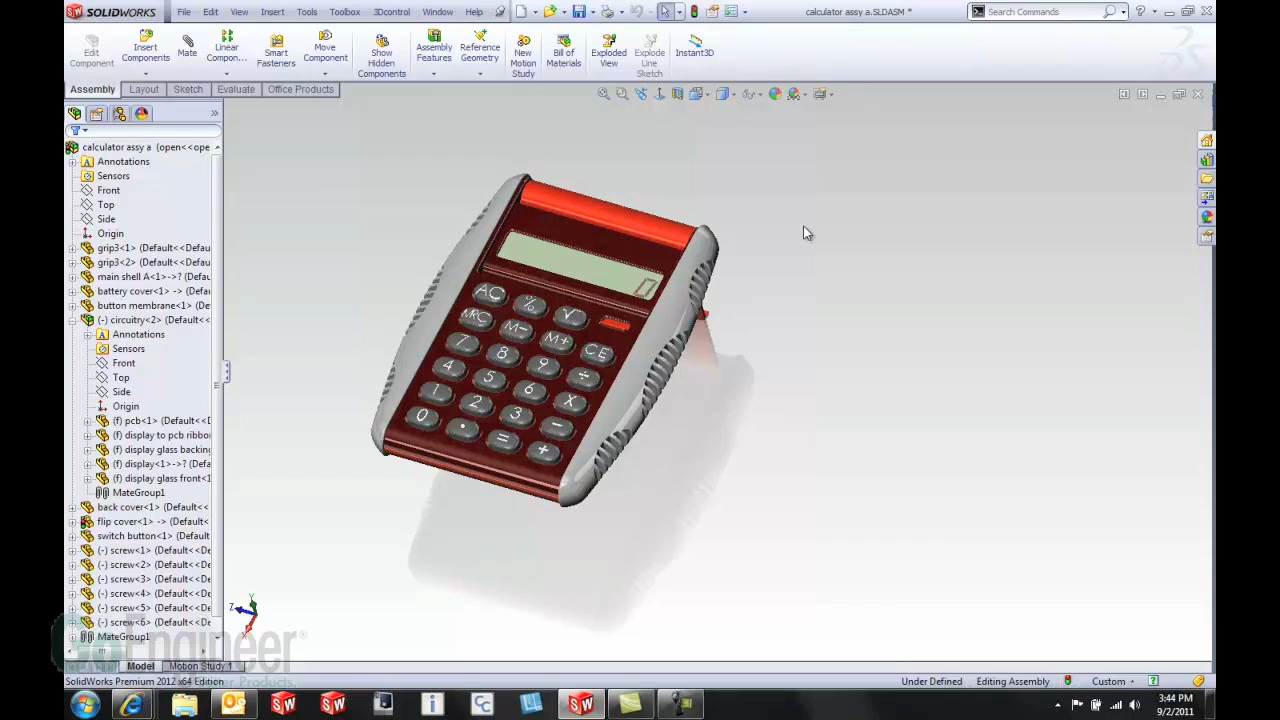 SOLIDWORKS File Edit View Insert Tools Toolbox 3Dcontrol Window Help calculator assy a.SLDASM * Search Commands
Edit Component
Insert Components
Mate
Linear Compon...
Smart Fasteners
Move Component
Show Hidden Components
Assembly Features
Reference Geometry
New Motion Study
Bill of Materials
Exploded View
Explode Line Sketch
Instant3D
Assembly Layout Sketch Evaluate Office Products
calculator assy a (open<<ope
Annotations
Sensors
Front
Top
Side
Origin
grip3<1> (Default<<Defau
grip3<2> (Default<<Defau
main shell A<1>->? (Defau
battery cover<1> -> (Defau
button membrane<1> (Def
(-) circuitry<2> (Default<
Annotations
Sensors
Front
Top
Side
Origin
(f) pcb<1> (Default<
(f) display to pcb ribbo
(f) display glass backing
(f) display<1>->? (Def
(f) display glass front<1
MateGroup1
back cover<1> (Default<<
flip cover<1> -> (Default<
switch button<1> (Default
(-) screw<1> (Default<<De
(-) screw<2> (Default<<De
(-) screw<3> (Default<<De
(-) screw<4> (Default<<De
(-) screw<5> (Default<<De
(-) screw<6> (Default<<De
MateGroup1
0
AC % √
MRC M- M+ CE
7 8 9 ÷
4 5 6 X
1 2 3 -
0 . = +
Y
Z
X
GoEngineer®
er Products.
Model Motion Study 1
SolidWorks Premium 2012 x64 Edition Under Defined Editing Assembly Custom
3:44 PM
9/2/2011